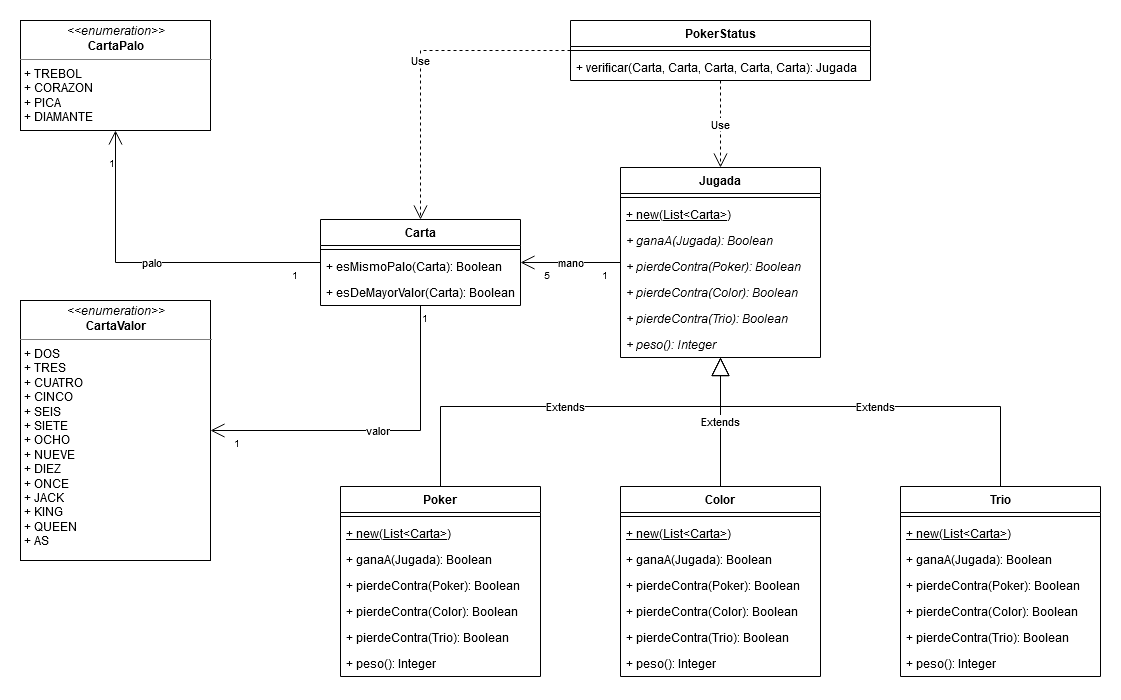 <<enumeration>>
CartaPalo
+ TREBOL
+ CORAZON
+ PICA
+ DIAMANTE
PokerStatus
+ verificar(Carta, Carta, Carta, Carta, Carta): Jugada
Use
Use
1
palo
1
Carta
+ esMismoPalo(Carta): Boolean
+ esDeMayorValor(Carta): Boolean
mano
5
1
Jugada
+ new(List<Carta>)
+ ganaA(Jugada): Boolean
+ pierdeContra(Poker): Boolean
+ pierdeContra(Color): Boolean
+ pierdeContra(Trio): Boolean
+ peso(): Integer
<<enumeration>>
CartaValor
+ DOS
+ TRES
+ CUATRO
+ CINCO
+ SEIS
+ SIETE
+ OCHO
+ NUEVE
+ DIEZ
+ ONCE
+ JACK
+ KING
+ QUEEN
+ AS
1
valor
1
Extends
Extends
Extends
Poker
+ new(List<Carta>)
+ ganaA(Jugada): Boolean
+ pierdeContra(Poker): Boolean
+ pierdeContra(Color): Boolean
+ pierdeContra(Trio): Boolean
+ peso(): Integer
Color
+ new(List<Carta>)
+ ganaA(Jugada): Boolean
+ pierdeContra(Poker): Boolean
+ pierdeContra(Color): Boolean
+ pierdeContra(Trio): Boolean
+ peso(): Integer
Trio
+ new(List<Carta>)
+ ganaA(Jugada): Boolean
+ pierdeContra(Poker): Boolean
+ pierdeContra(Color): Boolean
+ pierdeContra(Trio): Boolean
+ peso(): Integer